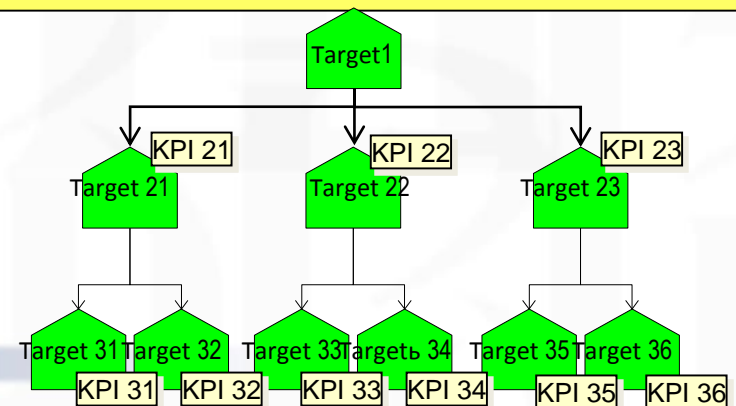 Target1
KPI 21
KPI 22
KPI 23
Target 21
Target 22
Target 23
Target 31
Target 32
Target 33
Targetь 34
Target 35
Target 36
KPI 31
KPI 32
KPI 33
KPI 34
KPI 35
KPI 36